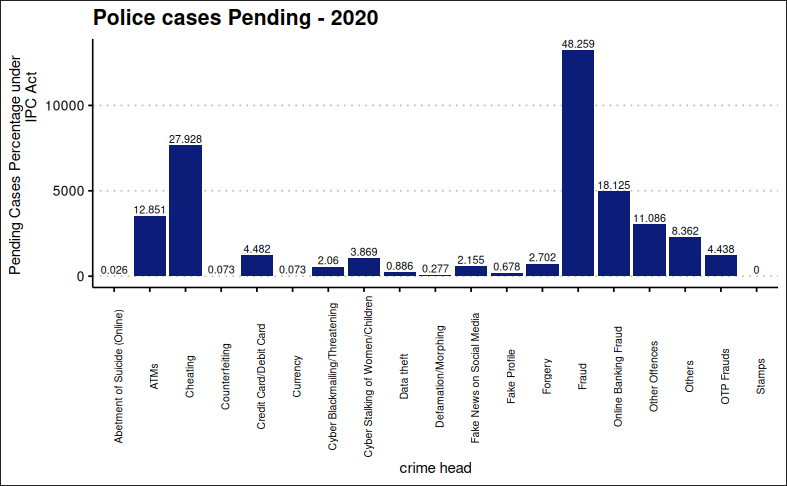 Police cases Pending - 2020
Pending Cases Percentage under
IPC Act
10000
5000
0
0.026
12.851
27.928
0.073
4.482
0.073
2.06
3.869
0.886
0.277
2.155
0.678
2.702
48.259
18.125
11.086
8.362
4.438
0
Abetment of Suicide (Online)
ATMs
Cheating
Counterfeiting
Credit Card/Debit Card
Currency
Cyber Blackmailing/Threatening
Cyber Stalking of Women/Children
Data theft
Defamation/Morphing
Fake News on Social Media
Fake Profile
Forgery
Fraud
Online Banking Fraud
Other Offences
Others
OTP Frauds
Stamps
crime head